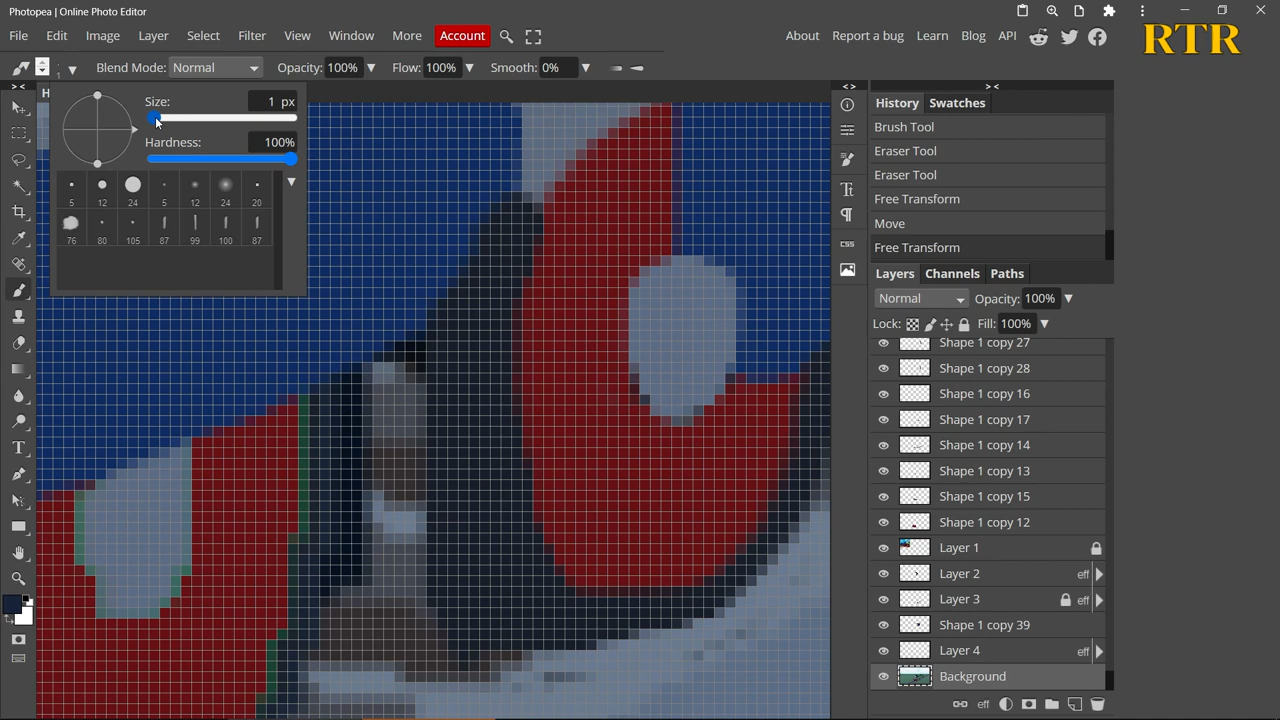 Photopea | Online Photo Editor
File Edit Image Layer Select Filter View Window More Account
About Report a bug Learn Blog API
RTR
1 Blend Mode: Normal Opacity: 100% Flow: 100% Smooth: 0%
> < H
Size: 1 px
Hardness: 100%
5 12 24 5 12 24 20
76 80 105 87 99 100 87
< > > <
History Swatches
Brush Tool
Eraser Tool
Eraser Tool
Free Transform
Move
Free Transform
CSS
Layers Channels Paths
Normal Opacity: 100%
Lock: Fill: 100%
Shape 1 copy 27
Shape 1 copy 28
Shape 1 copy 16
Shape 1 copy 17
Shape 1 copy 14
Shape 1 copy 13
Shape 1 copy 15
Shape 1 copy 12
Layer 1
Layer 2 eff
Layer 3 eff
Shape 1 copy 39
Layer 4 eff
Background
eff